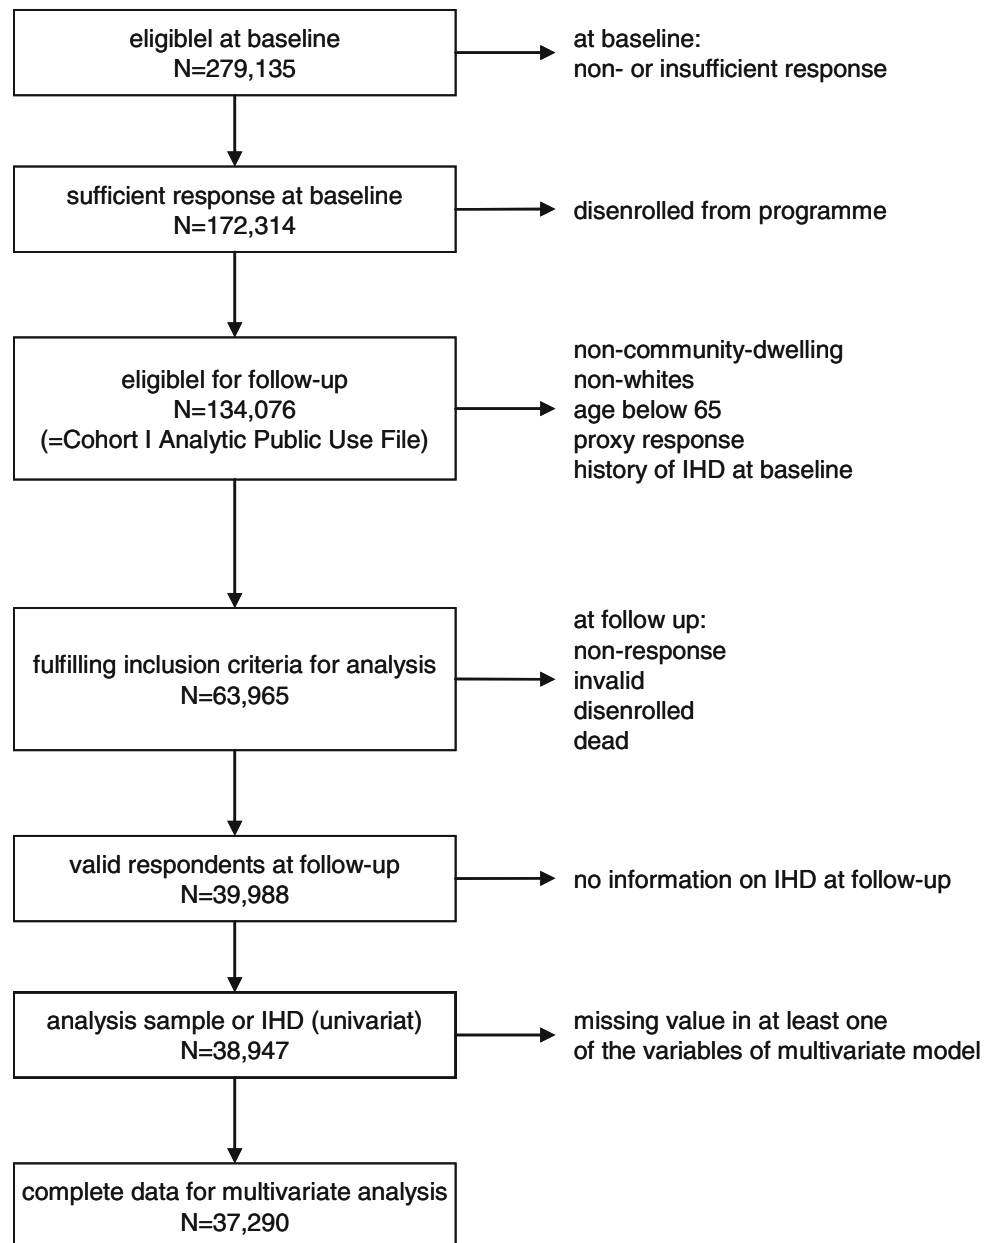 eligiblel at baseline
N=279,135
at baseline:
non- or insufficient response
sufficient response at baseline
N=172,314
disenrolled from programme
eligiblel for follow-up
N=134,076
(=Cohort I Analytic Public Use File)
non-community-dwelling
non-whites
age below 65
proxy response
history of IHD at baseline
fulfilling inclusion criteria for analysis
N=63,965
at follow up:
non-response
invalid
disenrolled
dead
valid respondents at follow-up
N=39,988
no information on IHD at follow-up
analysis sample or IHD (univariat)
N=38,947
missing value in at least one
of the variables of multivariate model
complete data for multivariate analysis
N=37,290